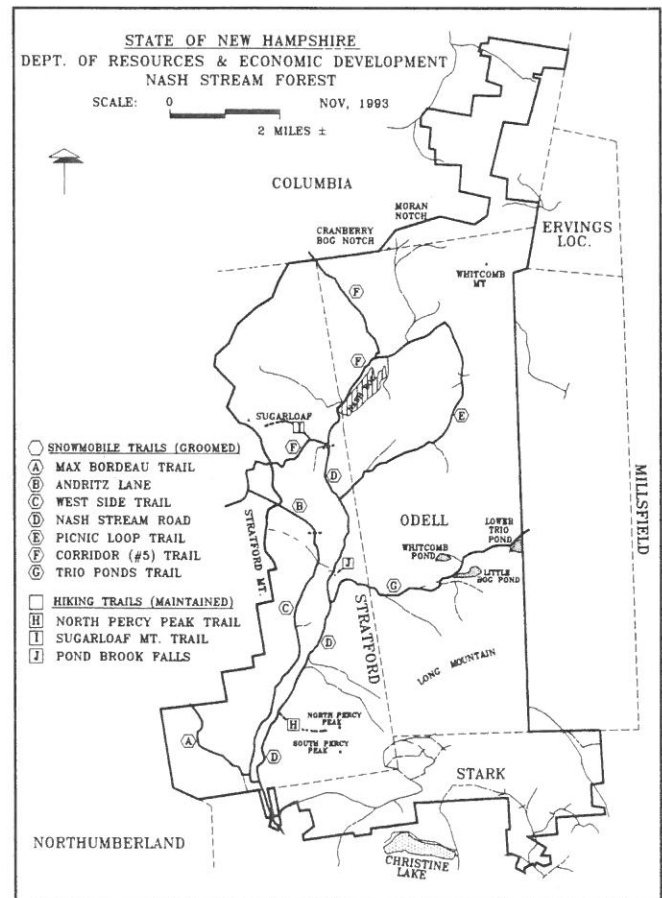 STATE OF NEW HAMPSHIRE
DEPT. OF RESOURCES & ECONOMIC DEVELOPMENT
NASH STREAM FOREST
SCALE: 0 NOV, 1993
2 MILES ±
COLUMBIA
MORAN
NOTCH
CRANBERRY
BOG NOTCH
ERVINGS
LOC.
WHITCOMB
MT
F
F
NASH BOG
SUGARLOAF
I
E
F
D
SNOWMOBILE TRAILS (GROOMED)
A MAX BORDEAU TRAIL
B ANDRITZ LANE
C WEST SIDE TRAIL
D NASH STREAM ROAD
E PICNIC LOOP TRAIL
F CORRIDOR (#5) TRAIL
G TRIO PONDS TRAIL
HIKING TRAILS (MAINTAINED)
H NORTH PERCY PEAK TRAIL
I SUGARLOAF MT. TRAIL
J POND BROOK FALLS
B
STRATFORD MT.
ODELL
LOWER
TRIO
POND
WHITCOMB
POND
LITTLE
BOG POND
MILLSFIELD
J
G
C
STRATFORD
D
LONG MOUNTAIN
H
NORTH PERCY
PEAK
SOUTH PERCY
PEAK
A
D
STARK
NORTHUMBERLAND
CHRISTINE
LAKE